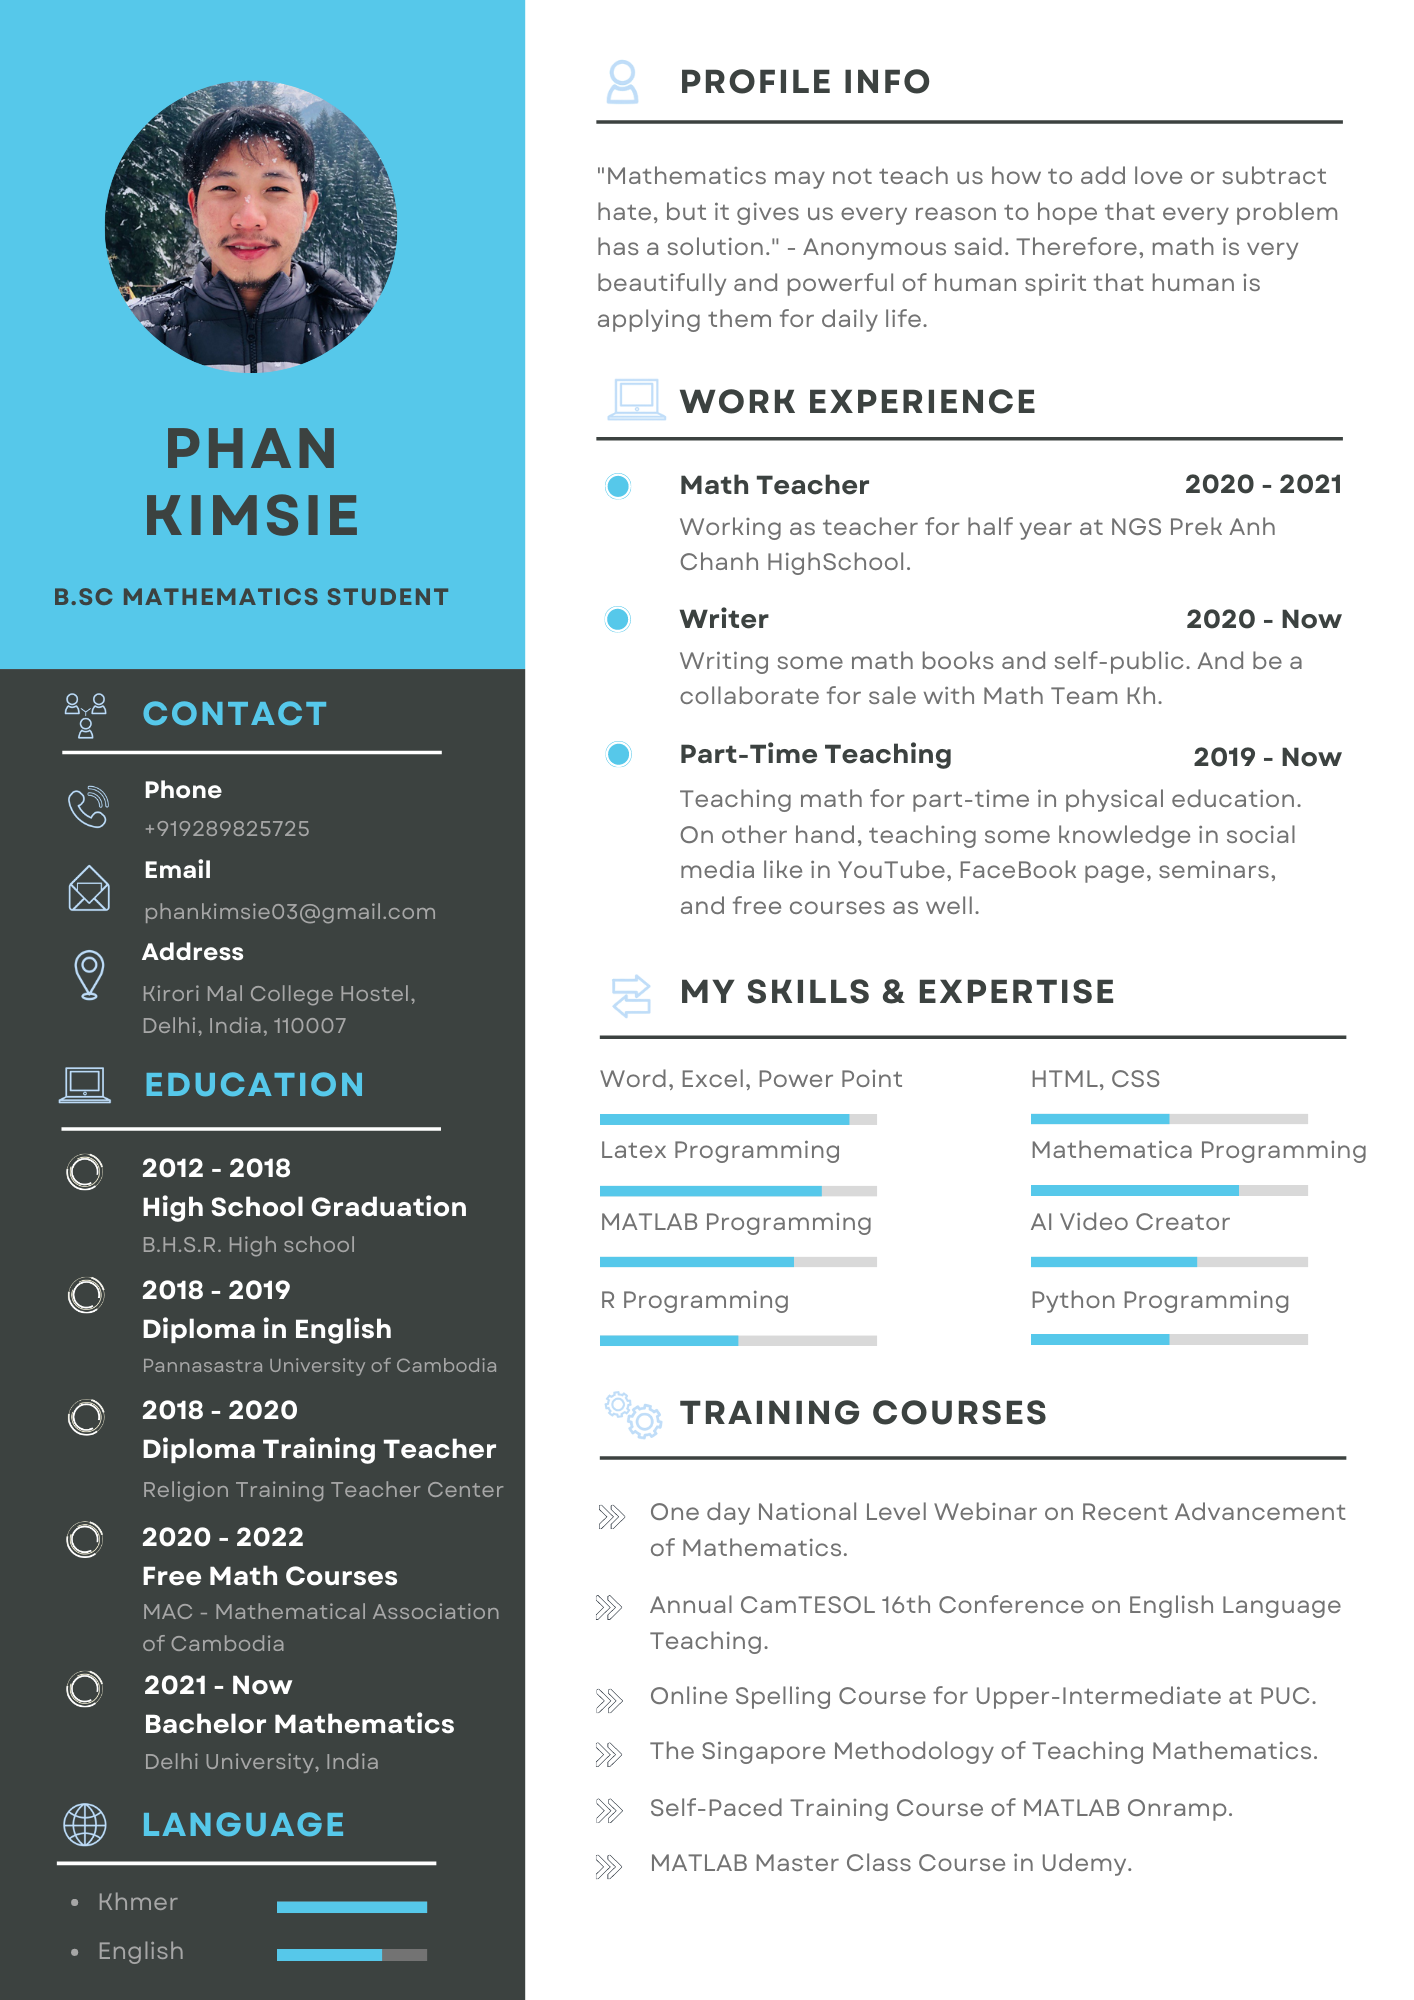 PHAN
KIMSIE
B.SC MATHEMATICS STUDENT
CONTACT
Phone
+919289825725
Email
phankimsie03@gmail.com
Address
Kirori Mal College Hostel,
Delhi, India, 110007
EDUCATION
2012 - 2018
High School Graduation
B.H.S.R. High school
2018 - 2019
Diploma in English
Pannasastra University of Cambodia
2018 - 2020
Diploma Training Teacher
Religion Training Teacher Center
2020 - 2022
Free Math Courses
MAC - Mathematical Association
of Cambodia
2021 - Now
Bachelor Mathematics
Delhi University, India
LANGUAGE
• Khmer
• English
PROFILE INFO
"Mathematics may not teach us how to add love or subtract
hate, but it gives us every reason to hope that every problem
has a solution." - Anonymous said. Therefore, math is very
beautifully and powerful of human spirit that human is
applying them for daily life.
WORK EXPERIENCE
Math Teacher 2020 - 2021
Working as teacher for half year at NGS Prek Anh
Chanh HighSchool.
Writer 2020 - Now
Writing some math books and self-public. And be a
collaborate for sale with Math Team Kh.
Part-Time Teaching 2019 - Now
Teaching math for part-time in physical education.
On other hand, teaching some knowledge in social
media like in YouTube, FaceBook page, seminars,
and free courses as well.
MY SKILLS & EXPERTISE
Word, Excel, Power Point HTML, CSS
Latex Programming Mathematica Programming
MATLAB Programming AI Video Creator
R Programming Python Programming
TRAINING COURSES
One day National Level Webinar on Recent Advancement
of Mathematics.
Annual CamTESOL 16th Conference on English Language
Teaching.
Online Spelling Course for Upper-Intermediate at PUC.
The Singapore Methodology of Teaching Mathematics.
Self-Paced Training Course of MATLAB Onramp.
MATLAB Master Class Course in Udemy.